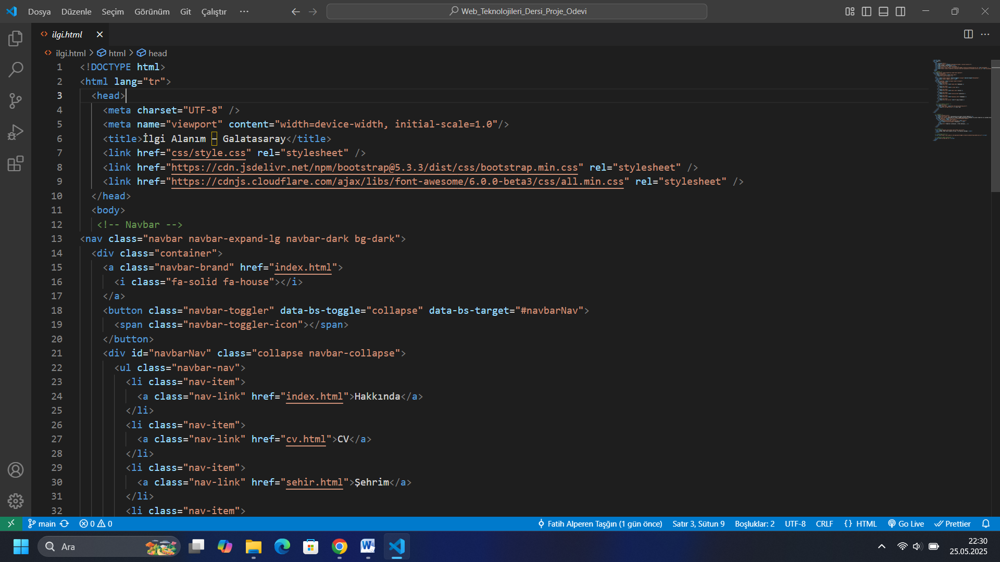 Dosya Düzenle Seçim Görünüm Git Çalıştır ··· Web_Teknolojileri_Dersi_Proje_Odevi
ilgi.html
ilgi.html > html > head
1 <!DOCTYPE html>
2 <html lang="tr">
3 <head>
4 <meta charset="UTF-8" />
5 <meta name="viewport" content="width=device-width, initial-scale=1.0"/>
6 <title>İlgi Alanım – Galatasaray</title>
7 <link href="css/style.css" rel="stylesheet" />
8 <link href="https://cdn.jsdelivr.net/npm/bootstrap@5.3.3/dist/css/bootstrap.min.css" rel="stylesheet" />
9 <link href="https://cdnjs.cloudflare.com/ajax/libs/font-awesome/6.0.0-beta3/css/all.min.css" rel="stylesheet" />
10 </head>
11 <body>
12 <!-- Navbar -->
13 <nav class="navbar navbar-expand-lg navbar-dark bg-dark">
14 <div class="container">
15 <a class="navbar-brand" href="index.html">
16 <i class="fa-solid fa-house"></i>
17 </a>
18 <button class="navbar-toggler" data-bs-toggle="collapse" data-bs-target="#navbarNav">
19 <span class="navbar-toggler-icon"></span>
20 </button>
21 <div id="navbarNav" class="collapse navbar-collapse">
22 <ul class="navbar-nav">
23 <li class="nav-item">
24 <a class="nav-link" href="index.html">Hakkında</a>
25 </li>
26 <li class="nav-item">
27 <a class="nav-link" href="cv.html">CV</a>
28 </li>
29 <li class="nav-item">
30 <a class="nav-link" href="sehir.html">Şehrim</a>
31 </li>
32 <li class="nav-item">
main 0 0 Fatih Alperen Taşğın (1 gün önce) Satır 3, Sütun 9 Boşluklar: 2 UTF-8 CRLF {} HTML Go Live Prettier
Ara
22:30
25.05.2025